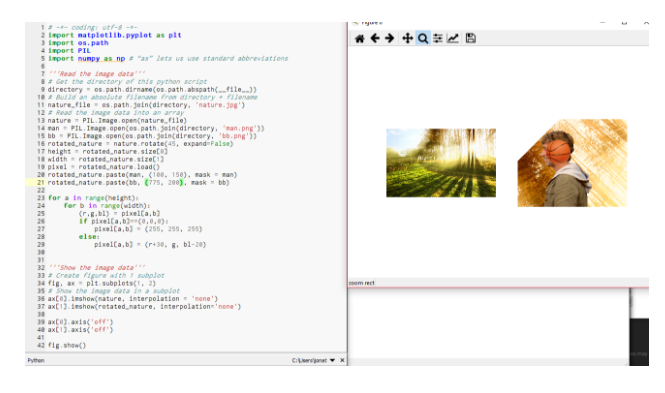 1 # -*- coding: utf-8 -*-
2 import matplotlib.pyplot as plt
3 import os.path
4 import PIL
5 import numpy as np # "as" lets us use standard abbreviations
6
7 '''Read the image data'''
8 # Get the directory of this python script
9 directory = os.path.dirname(os.path.abspath(__file__))
10 # Build an absolute filename from directory + filename
11 nature_file = os.path.join(directory, 'nature.jpg')
12 # Read the image data into an array
13 nature = PIL.Image.open(nature_file)
14 man = PIL.Image.open(os.path.join(directory, 'man.png'))
15 bb = PIL.Image.open(os.path.join(directory, 'bb.png'))
16 rotated_nature = nature.rotate(45, expand=False)
17 height = rotated_nature.size[0]
18 width = rotated_nature.size[1]
19 pixel = rotated_nature.load()
20 rotated_nature.paste(man, (100, 150), mask = man)
21 rotated_nature.paste(bb, (775, 200), mask = bb)
22
23 for a in range(height):
24 for b in range(width):
25 (r,g,bl) = pixel[a,b]
26 if pixel[a,b]==(0,0,0):
27 pixel[a,b] = (255, 255, 255)
28 else:
29 pixel[a,b] = (r+30, g, bl-20)
30
31
32 '''Show the image data'''
33 # Create figure with 1 subplot
34 fig, ax = plt.subplots(1, 2)
35 # Show the image data in a subplot
36 ax[0].imshow(nature, interpolation = 'none')
37 ax[1].imshow(rotated_nature, interpolation='none')
38
39 ax[0].axis('off')
40 ax[1].axis('off')
41
42 fig.show()
Python
zoom rect